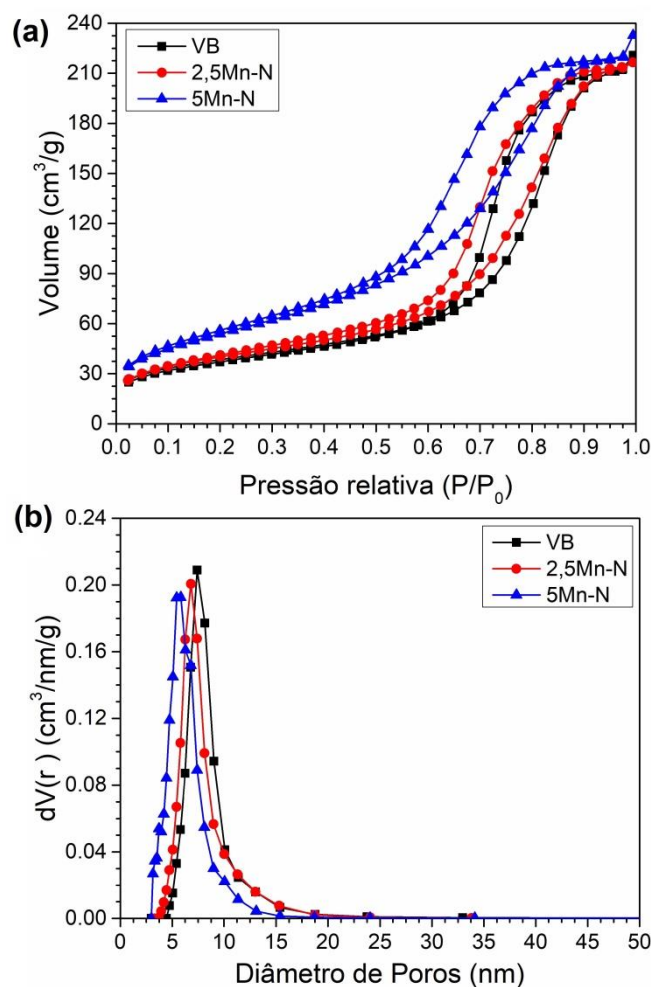 (a)
VB
2,5Mn-N
5Mn-N
Volume (cm³/g)
240
210
180
150
120
90
60
30
0
0.0 0.1 0.2 0.3 0.4 0.5 0.6 0.7 0.8 0.9 1.0
Pressão relativa (P/P₀)
(b)
VB
2,5Mn-N
5Mn-N
dV(r ) (cm³/nm/g)
0.24
0.20
0.16
0.12
0.08
0.04
0.00
0 5 10 15 20 25 30 35 40 45 50
Diâmetro de Poros (nm)